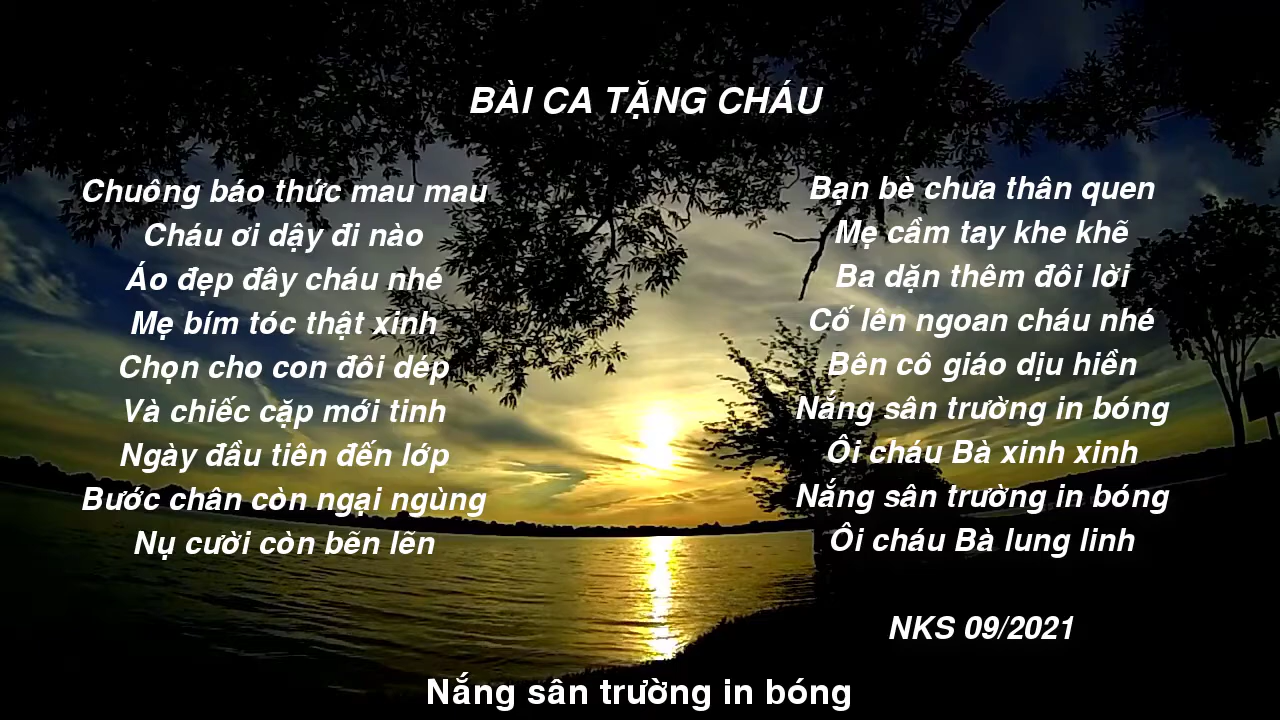 BÀI CA TẶNG CHÁU
Chuông báo thức mau mau
Cháu ơi dậy đi nào
Áo đẹp đây cháu nhé
Mẹ bím tóc thật xinh
Chọn cho con đôi dép
Và chiếc cặp mới tinh
Ngày đầu tiên đến lớp
Bước chân còn ngại ngùng
Nụ cười còn bẽn lẽn
Bạn bè chưa thân quen
Mẹ cầm tay khe khẽ
Ba dặn thêm đôi lời
Cố lên ngoan cháu nhé
Bên cô giáo dịu hiền
Nắng sân trường in bóng
Ôi cháu Bà xinh xinh
Nắng sân trường in bóng
Ôi cháu Bà lung linh
NKS 09/2021
Nắng sân trường in bóng